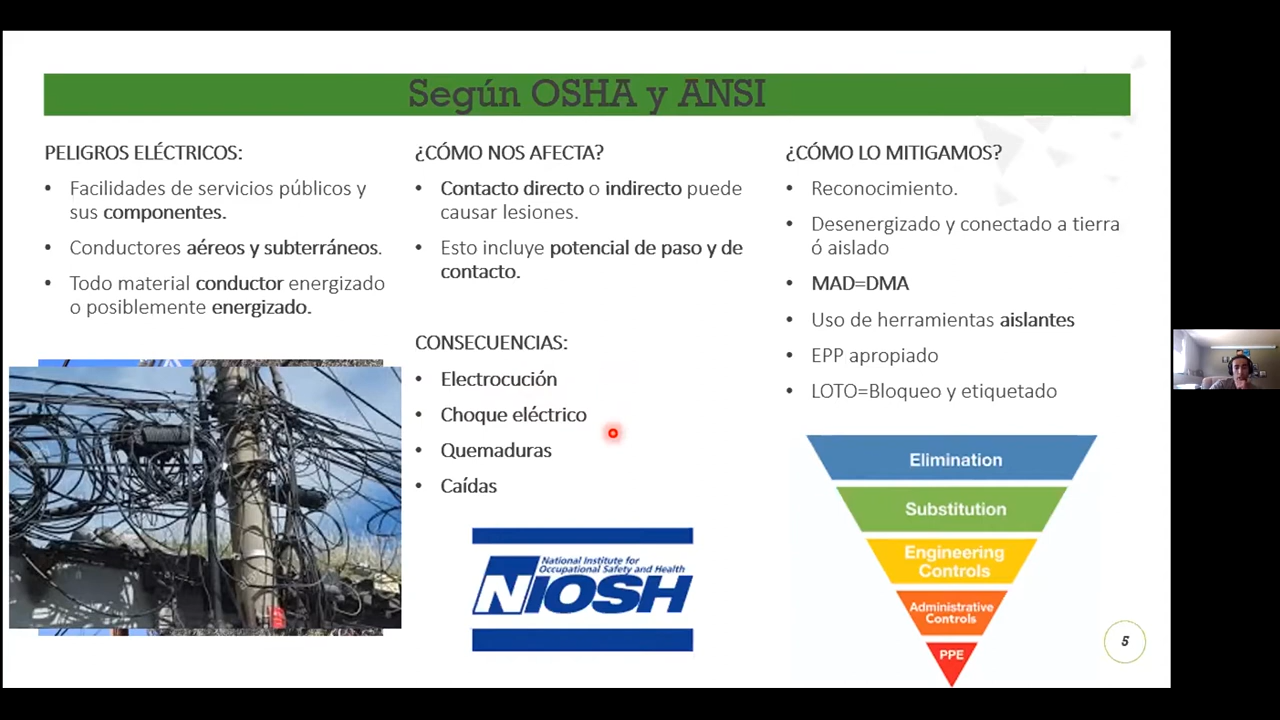 Según OSHA y ANSI
PELIGROS ELÉCTRICOS:
• Facilidades de servicios públicos y
sus componentes.
• Conductores aéreos y subterráneos.
• Todo material conductor energizado
o posiblemente energizado.
¿CÓMO NOS AFECTA?
• Contacto directo o indirecto puede
causar lesiones.
• Esto incluye potencial de paso y de
contacto.
CONSECUENCIAS:
• Electrocución
• Choque eléctrico
• Quemaduras
• Caídas
National Institute for
Occupational Safety and Health
NIOSH
¿CÓMO LO MITIGAMOS?
• Reconocimiento.
• Desenergizado y conectado a tierra
ó aislado
• MAD=DMA
• Uso de herramientas aislantes
• EPP apropiado
• LOTO=Bloqueo y etiquetado
Elimination
Substitution
Engineering
Controls
Administrative
Controls
PPE
5